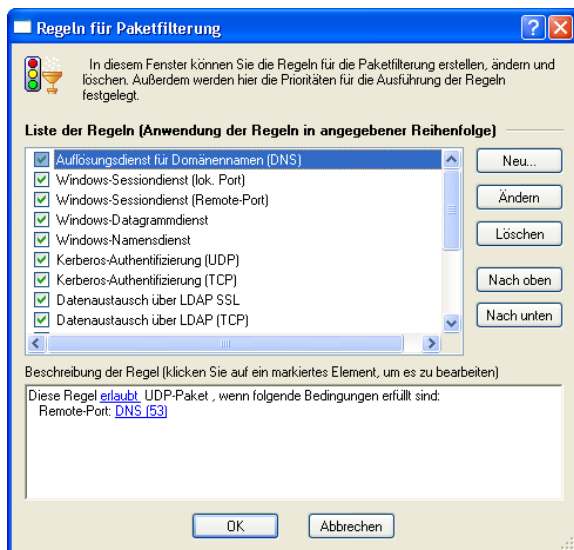 Regeln für Paketfilterung
In diesem Fenster können Sie die Regeln für die Paketfilterung erstellen, ändern und
löschen. Außerdem werden hier die Prioritäten für die Ausführung der Regeln
festgelegt.
Liste der Regeln (Anwendung der Regeln in angegebener Reihenfolge)
Auflösungsdienst für Domänennamen (DNS)
Windows-Sessiondienst (lok. Port)
Windows-Sessiondienst (Remote-Port)
Windows-Datagrammdienst
Windows-Namensdienst
Kerberos-Authentifizierung (UDP)
Kerberos-Authentifizierung (TCP)
Datenaustausch über LDAP SSL
Datenaustausch über LDAP (TCP)
Neu...
Ändern
Löschen
Nach oben
Nach unten
Beschreibung der Regel (klicken Sie auf ein markiertes Element, um es zu bearbeiten)
Diese Regel erlaubt UDP-Paket , wenn folgende Bedingungen erfüllt sind:
Remote-Port: DNS (53)
OK
Abbrechen